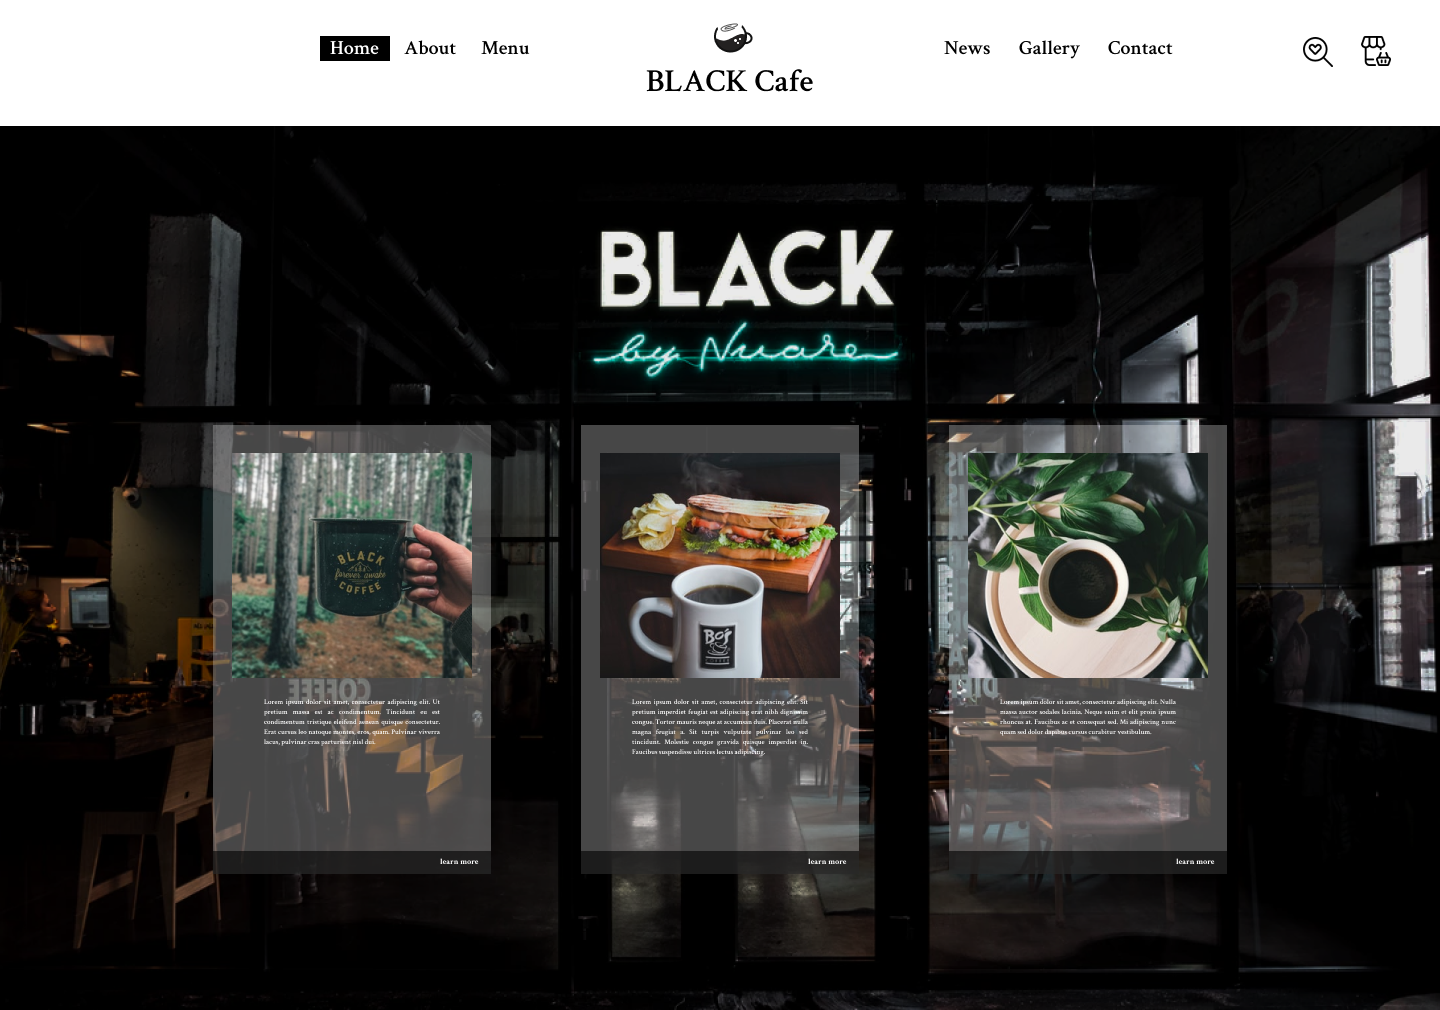 Home About Menu News Gallery Contact
BLACK Cafe
BLACK
by Nuare
BLACK
forever awake
COFFEE
Bo's
COFFEE
Lorem ipsum dolor sit amet, consectetur adipiscing elit. Ut
pretium massa est ac condimentum. Tincidunt eu est
condimentum tristique eleifend aenean quisque consectetur.
Erat cursus leo natoque montes, eros, quam. Pulvinar viverra
lacus, pulvinar cras parturient nisl dui.
learn more
Lorem ipsum dolor sit amet, consectetur adipiscing elit. Sit
pretium imperdiet feugiat est adipiscing erat nibh dignissim
congue. Tortor mauris neque at accumsan duis. Placerat nulla
magna feugiat a. Sit turpis vulputate pulvinar leo sed
tincidunt. Molestie congue gravida quisque imperdiet in.
Faucibus suspendisse ultrices lectus adipiscing.
learn more
Lorem ipsum dolor sit amet, consectetur adipiscing elit. Nulla
massa auctor sodales lacinia. Neque enim et elit proin ipsum
rhoncus at. Faucibus ac et consequat sed. Mi adipiscing nunc
quam sed dolor dapibus cursus curabitur vestibulum.
learn more